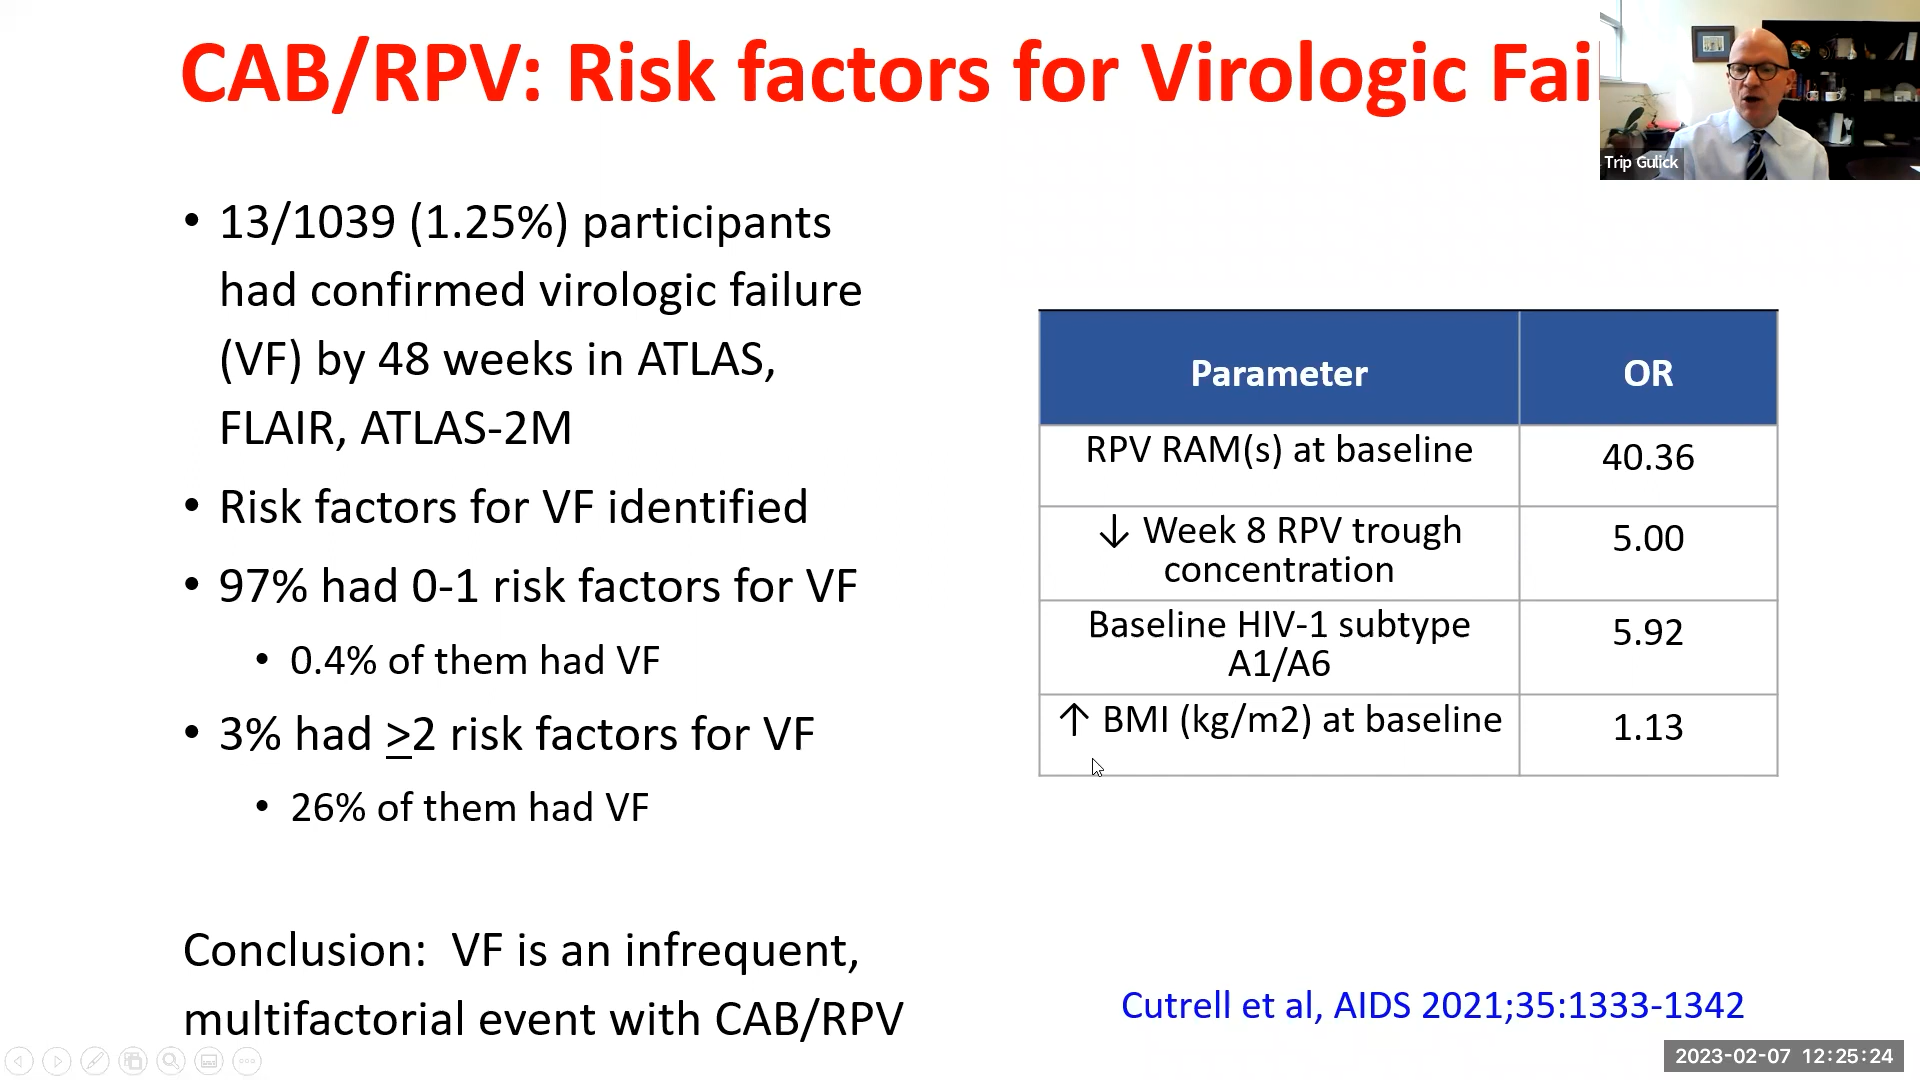 CAB/RPV: Risk factors for Virologic Fai
Trip Gulick
• 13/1039 (1.25%) participants
had confirmed virologic failure
(VF) by 48 weeks in ATLAS,
FLAIR, ATLAS-2M
• Risk factors for VF identified
• 97% had 0-1 risk factors for VF
• 0.4% of them had VF
• 3% had >2 risk factors for VF
• 26% of them had VF
Conclusion: VF is an infrequent,
multifactorial event with CAB/RPV
Parameter OR
RPV RAM(s) at baseline 40.36
↓ Week 8 RPV trough
concentration 5.00
Baseline HIV-1 subtype
A1/A6 5.92
↑ BMI (kg/m2) at baseline 1.13
Cutrell et al, AIDS 2021;35:1333-1342
2023-02-07 12:25:24